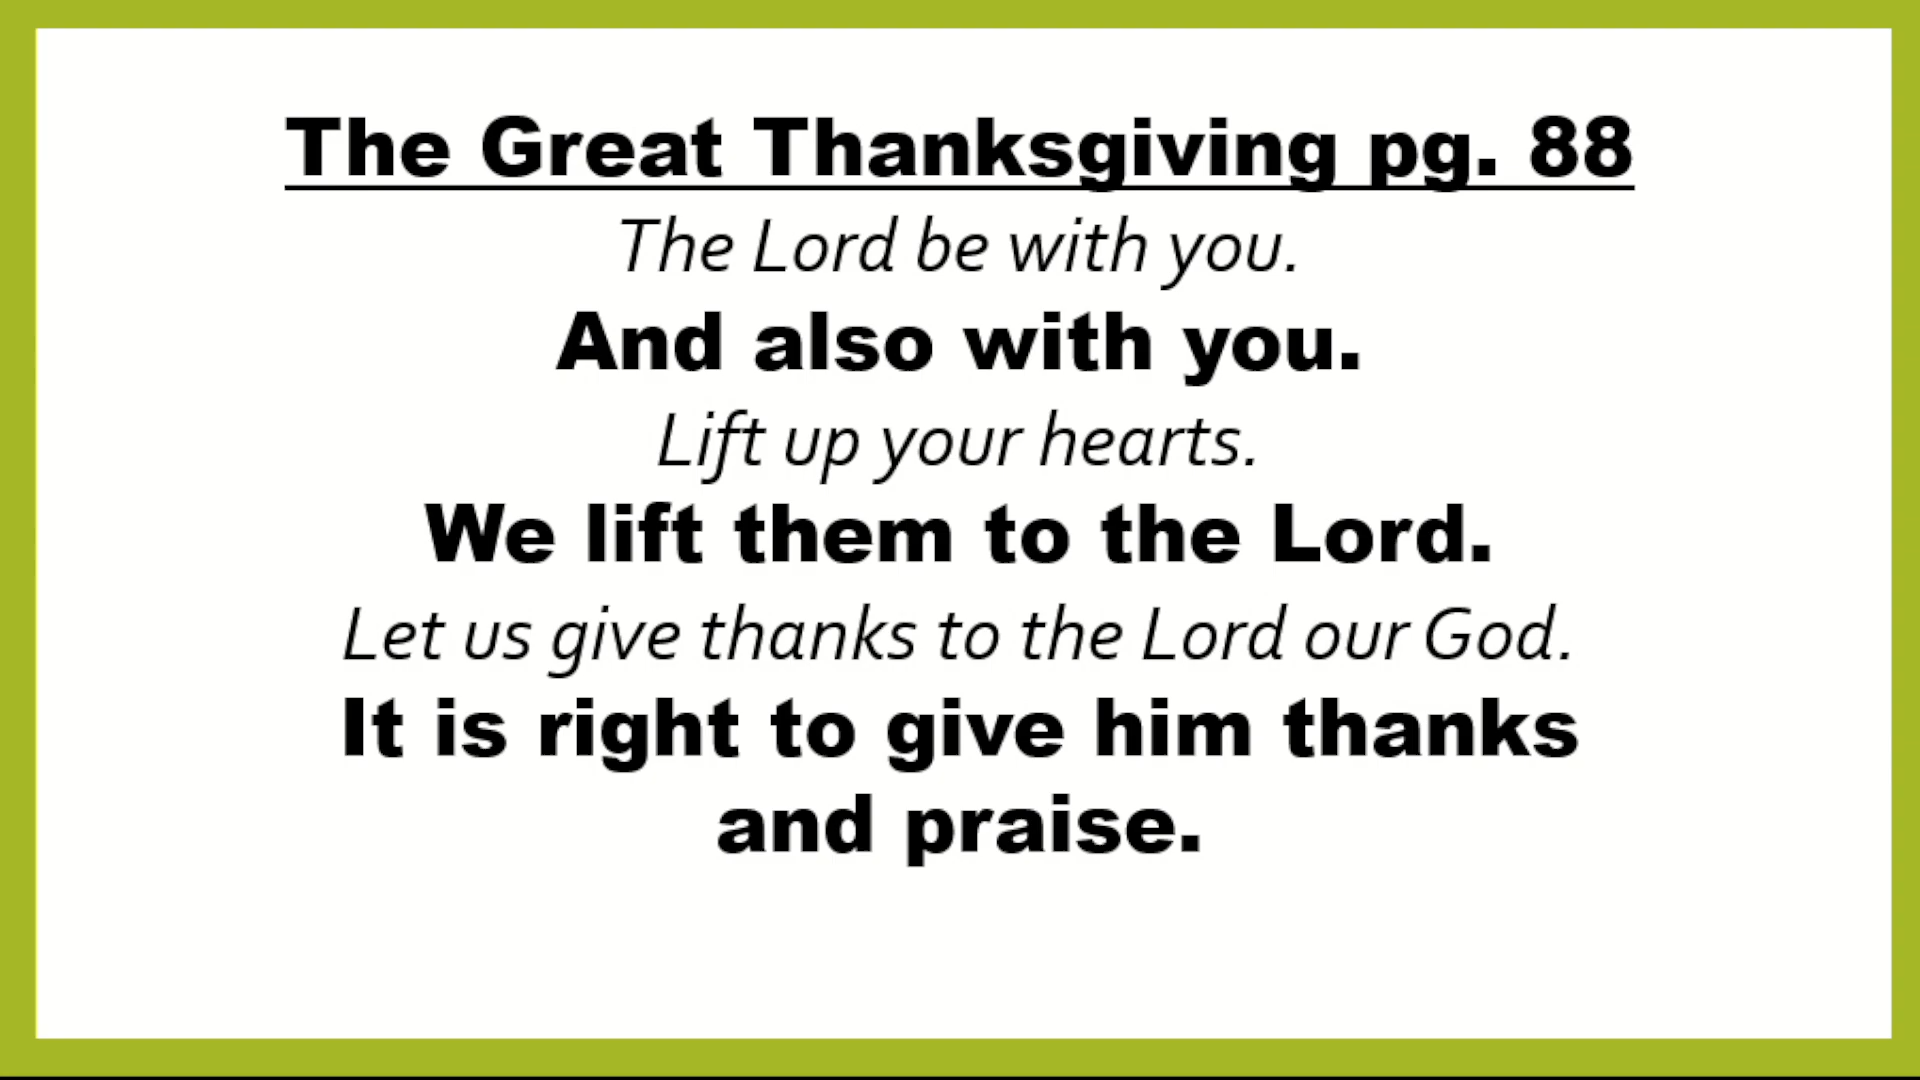 The Great Thanksgiving pg. 88
The Lord be with you.
And also with you.
Lift up your hearts.
We lift them to the Lord.
Let us give thanks to the Lord our God.
It is right to give him thanks
and praise.